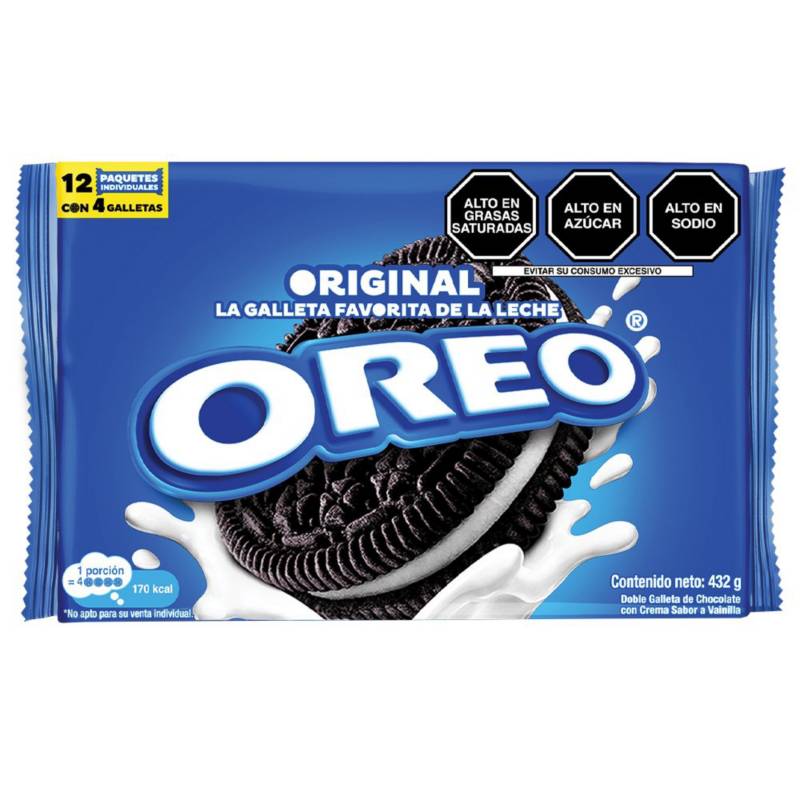 12 PAQUETES
INDIVIDUALES
CON 4 GALLETAS
ALTO EN
GRASAS
SATURADAS
ALTO EN
AZÚCAR
ALTO EN
SODIO
EVITAR SU CONSUMO EXCESIVO
ORIGINAL
LA GALLETA FAVORITA DE LA LECHE
OREO®
1 porción
= 4
170 kcal
*No apto para su venta individual.
Contenido neto: 432 g
Doble Galleta de Chocolate
con Crema Sabor a Vainilla